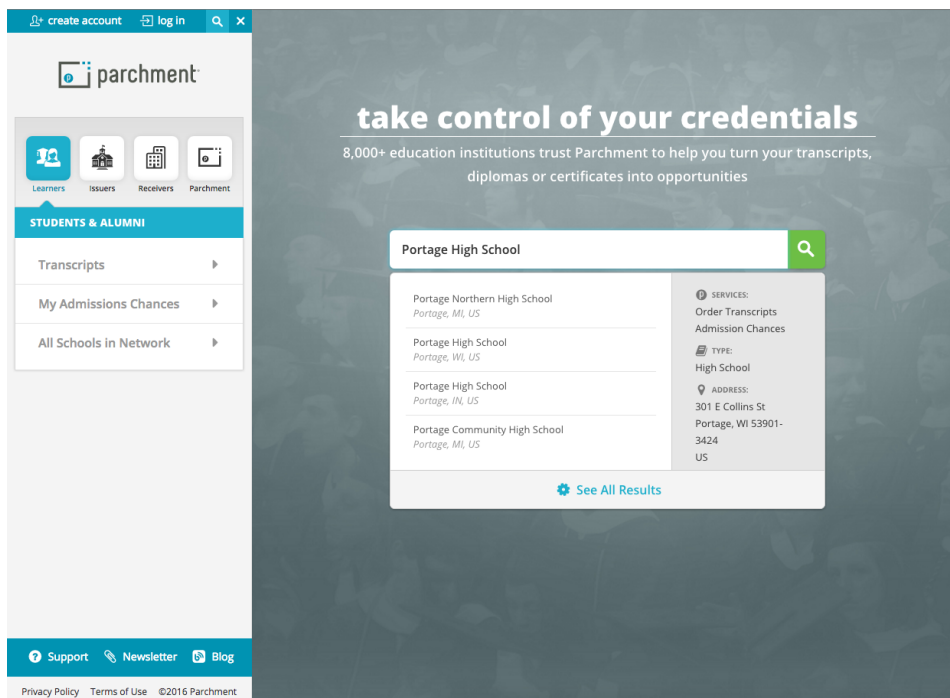 create account log in
parchment
Learners Issuers Receivers Parchment
STUDENTS & ALUMNI
Transcripts
My Admissions Chances
All Schools in Network
Support Newsletter Blog
Privacy Policy Terms of Use ©2016 Parchment
take control of your credentials
8,000+ education institutions trust Parchment to help you turn your transcripts,
diplomas or certificates into opportunities
Portage High School
Portage Northern High School
Portage, MI, US
Portage High School
Portage, WI, US
Portage High School
Portage, IN, US
Portage Community High School
Portage, MI, US
SERVICES:
Order Transcripts
Admission Chances
TYPE:
High School
ADDRESS:
301 E Collins St
Portage, WI 53901-
3424
US
See All Results